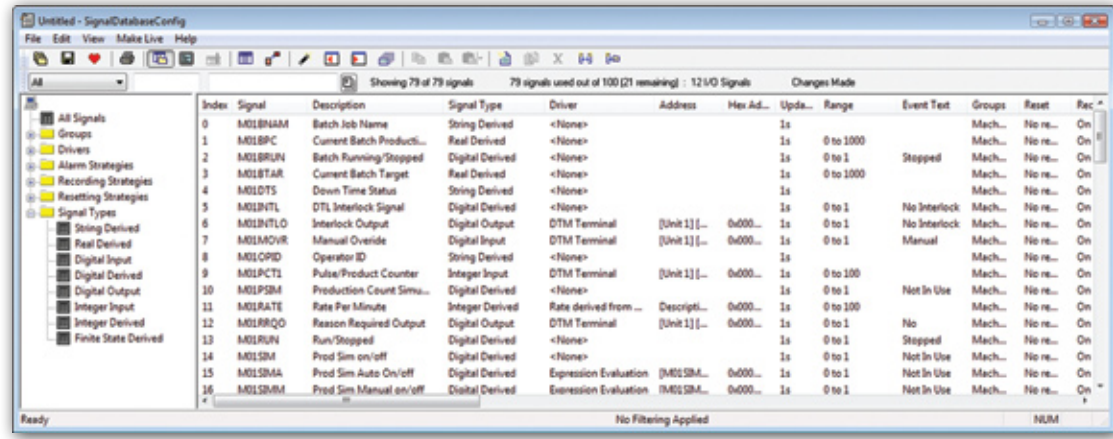 Untitled - SignalDatabaseConfig
File Edit View Make Live Help
All Showing 79 of 79 signals 79 signals used out of 100 (21 remaining) : 12 I/O Signals Changes Made
All Signals
Groups
Drivers
Alarm Strategies
Recording Strategies
Resetting Strategies
Signal Types
String Derived
Real Derived
Digital Input
Digital Derived
Digital Output
Integer Input
Integer Derived
Finite State Derived
Index Signal Description Signal Type Driver Address Hex Ad... Upda... Range Event Text Groups Reset Rec
0 M01BNAM Batch Job Name String Derived <None> 1s Mach... No re... On
1 M01BPC Current Batch Producti... Real Derived <None> 1s 0 to 1000 Mach... No re... On
2 M01BRUN Batch Running/Stopped Digital Derived <None> 1s 0 to 1 Stopped Mach... No re... On
3 M01BTAR Current Batch Target Real Derived <None> 1s 0 to 1000 Mach... No re... On
4 M01DTS Down Time Status String Derived <None> 1s Mach... No re... On
5 M01INTL DTL Interlock Signal Digital Derived <None> 1s 0 to 1 No Interlock Mach... No re... On
6 M01INTLO Interlock Output Digital Output DTM Terminal [Unit 1] [... 0x000... 1s 0 to 1 No Interlock Mach... No re... On
7 M01MOVR Manual Overide Digital Input DTM Terminal [Unit 1] [... 0x000... 1s 0 to 1 Manual Mach... No re... On
8 M01OPID Operator ID String Derived <None> 1s Mach... No re... On
9 M01PCT1 Pulse/Product Counter Integer Input DTM Terminal [Unit 1] [... 0x000... 1s 0 to 100 Mach... No re... On
10 M01PSIM Production Count Simu... Digital Derived <None> 1s 0 to 1 Not In Use Mach... No re... On
11 M01RATE Rate Per Minute Integer Derived Rate derived from ... Descripti... 0x000... 1s 0 to 100 Mach... No re... On
12 M01RRQO Reason Required Output Digital Output DTM Terminal [Unit 1] [... 0x000... 1s 0 to 1 No Mach... No re... On
13 M01RUN Run/Stopped Digital Derived <None> 1s 0 to 1 Stopped Mach... No re... On
14 M01SIM Prod Sim on/off Digital Derived <None> 1s 0 to 1 Not In Use Mach... No re... On
15 M01SIMA Prod Sim Auto On/off Digital Derived Expression Evaluation [M01SIM... 0x000... 1s 0 to 1 Not In Use Mach... No re... On
16 M01SIMM Prod Sim Manual on/off Digital Derived Expression Evaluation [M01SIM... 0x000... 1s 0 to 1 Not In Use Mach... No re... On
Ready No Filtering Applied NUM